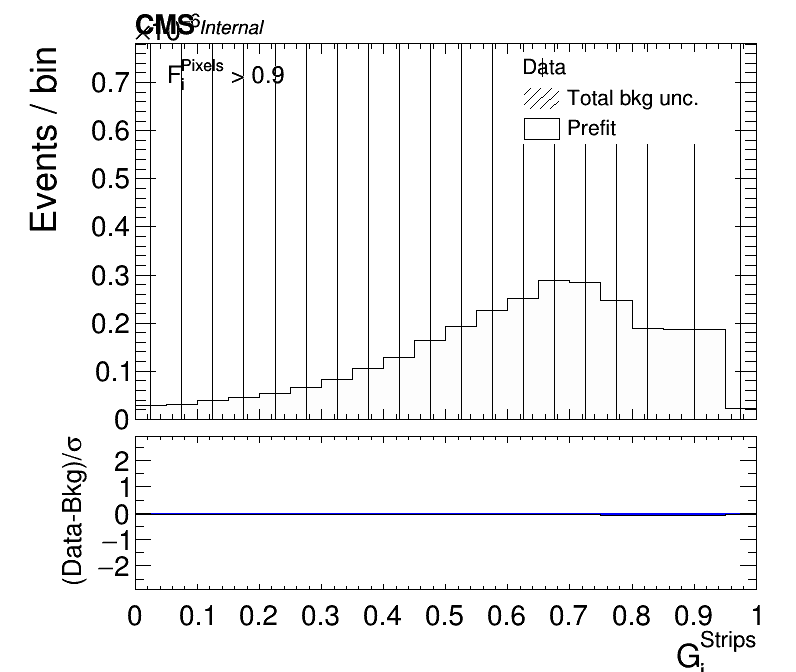 CMS Internal
×10⁻⁶
F_i^Pixels > 0.9
Data
Total bkg unc.
Prefit
Events / bin
0.7
0.6
0.5
0.4
0.3
0.2
0.1
0
(Data-Bkg)/σ
2
1
0
−1
−2
0 0.1 0.2 0.3 0.4 0.5 0.6 0.7 0.8 0.9 1
G_i^Strips